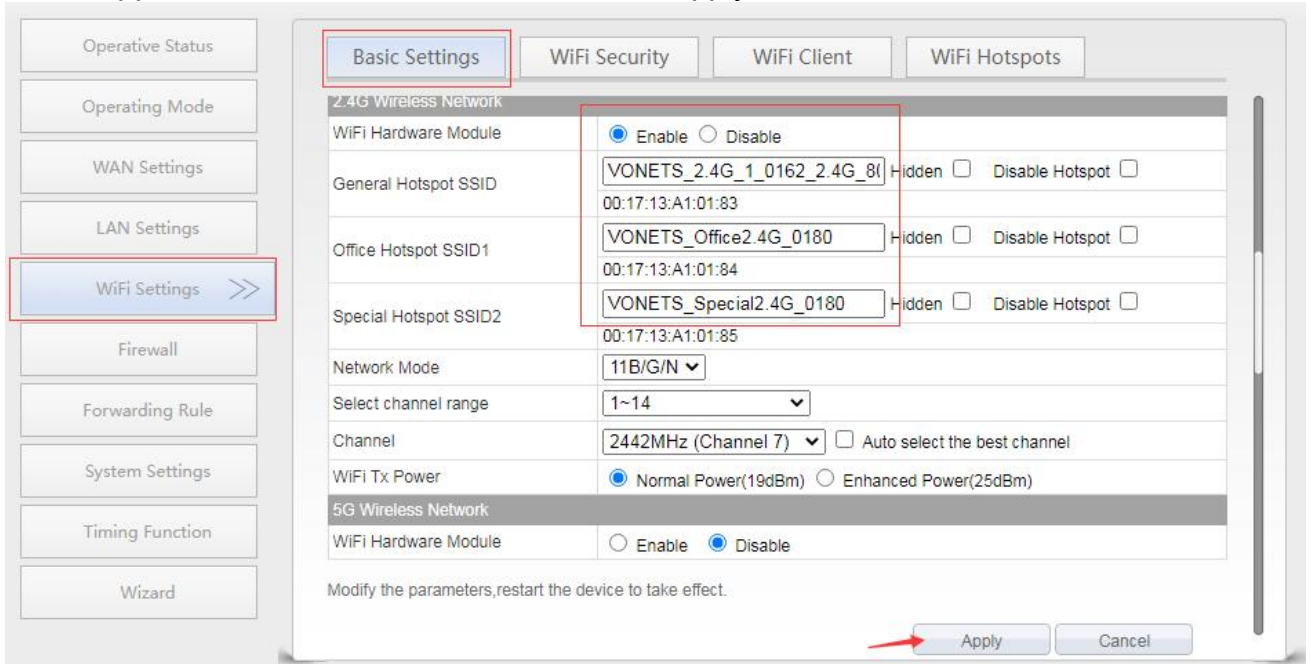 Operative Status
Operating Mode
WAN Settings
LAN Settings
WiFi Settings >>
Firewall
Forwarding Rule
System Settings
Timing Function
Wizard
Basic Settings WiFi Security WiFi Client WiFi Hotspots
2.4G Wireless Network
WiFi Hardware Module Enable Disable
General Hotspot SSID VONETS_2.4G_1_0162_2.4G_8( Hidden Disable Hotspot
00:17:13:A1:01:83
Office Hotspot SSID1 VONETS_Office2.4G_0180 Hidden Disable Hotspot
00:17:13:A1:01:84
Special Hotspot SSID2 VONETS_Special2.4G_0180 Hidden Disable Hotspot
00:17:13:A1:01:85
Network Mode 11B/G/N
Select channel range 1~14
Channel 2442MHz (Channel 7) Auto select the best channel
WiFi Tx Power Normal Power(19dBm) Enhanced Power(25dBm)
5G Wireless Network
WiFi Hardware Module Enable Disable
Modify the parameters,restart the device to take effect.
Apply Cancel